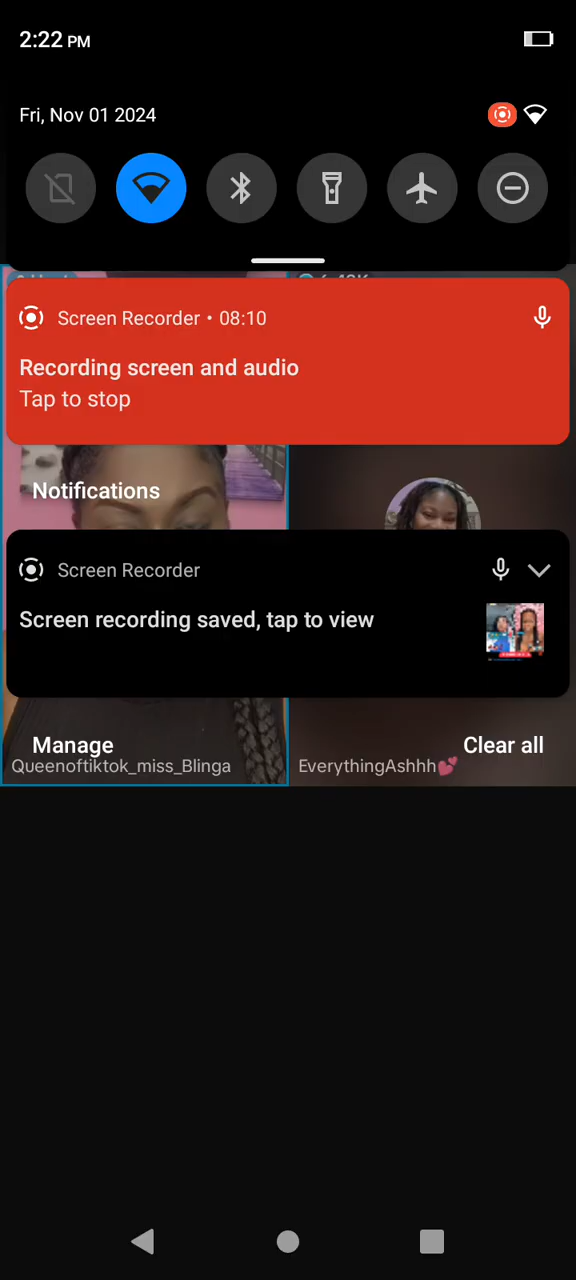 2:22 PM
Fri, Nov 01 2024
Screen Recorder • 08:10
Recording screen and audio
Tap to stop
Notifications
Screen Recorder
Screen recording saved, tap to view
Manage
Clear all
Queenoftiktok_miss_Blinga
EverythingAshhh💕